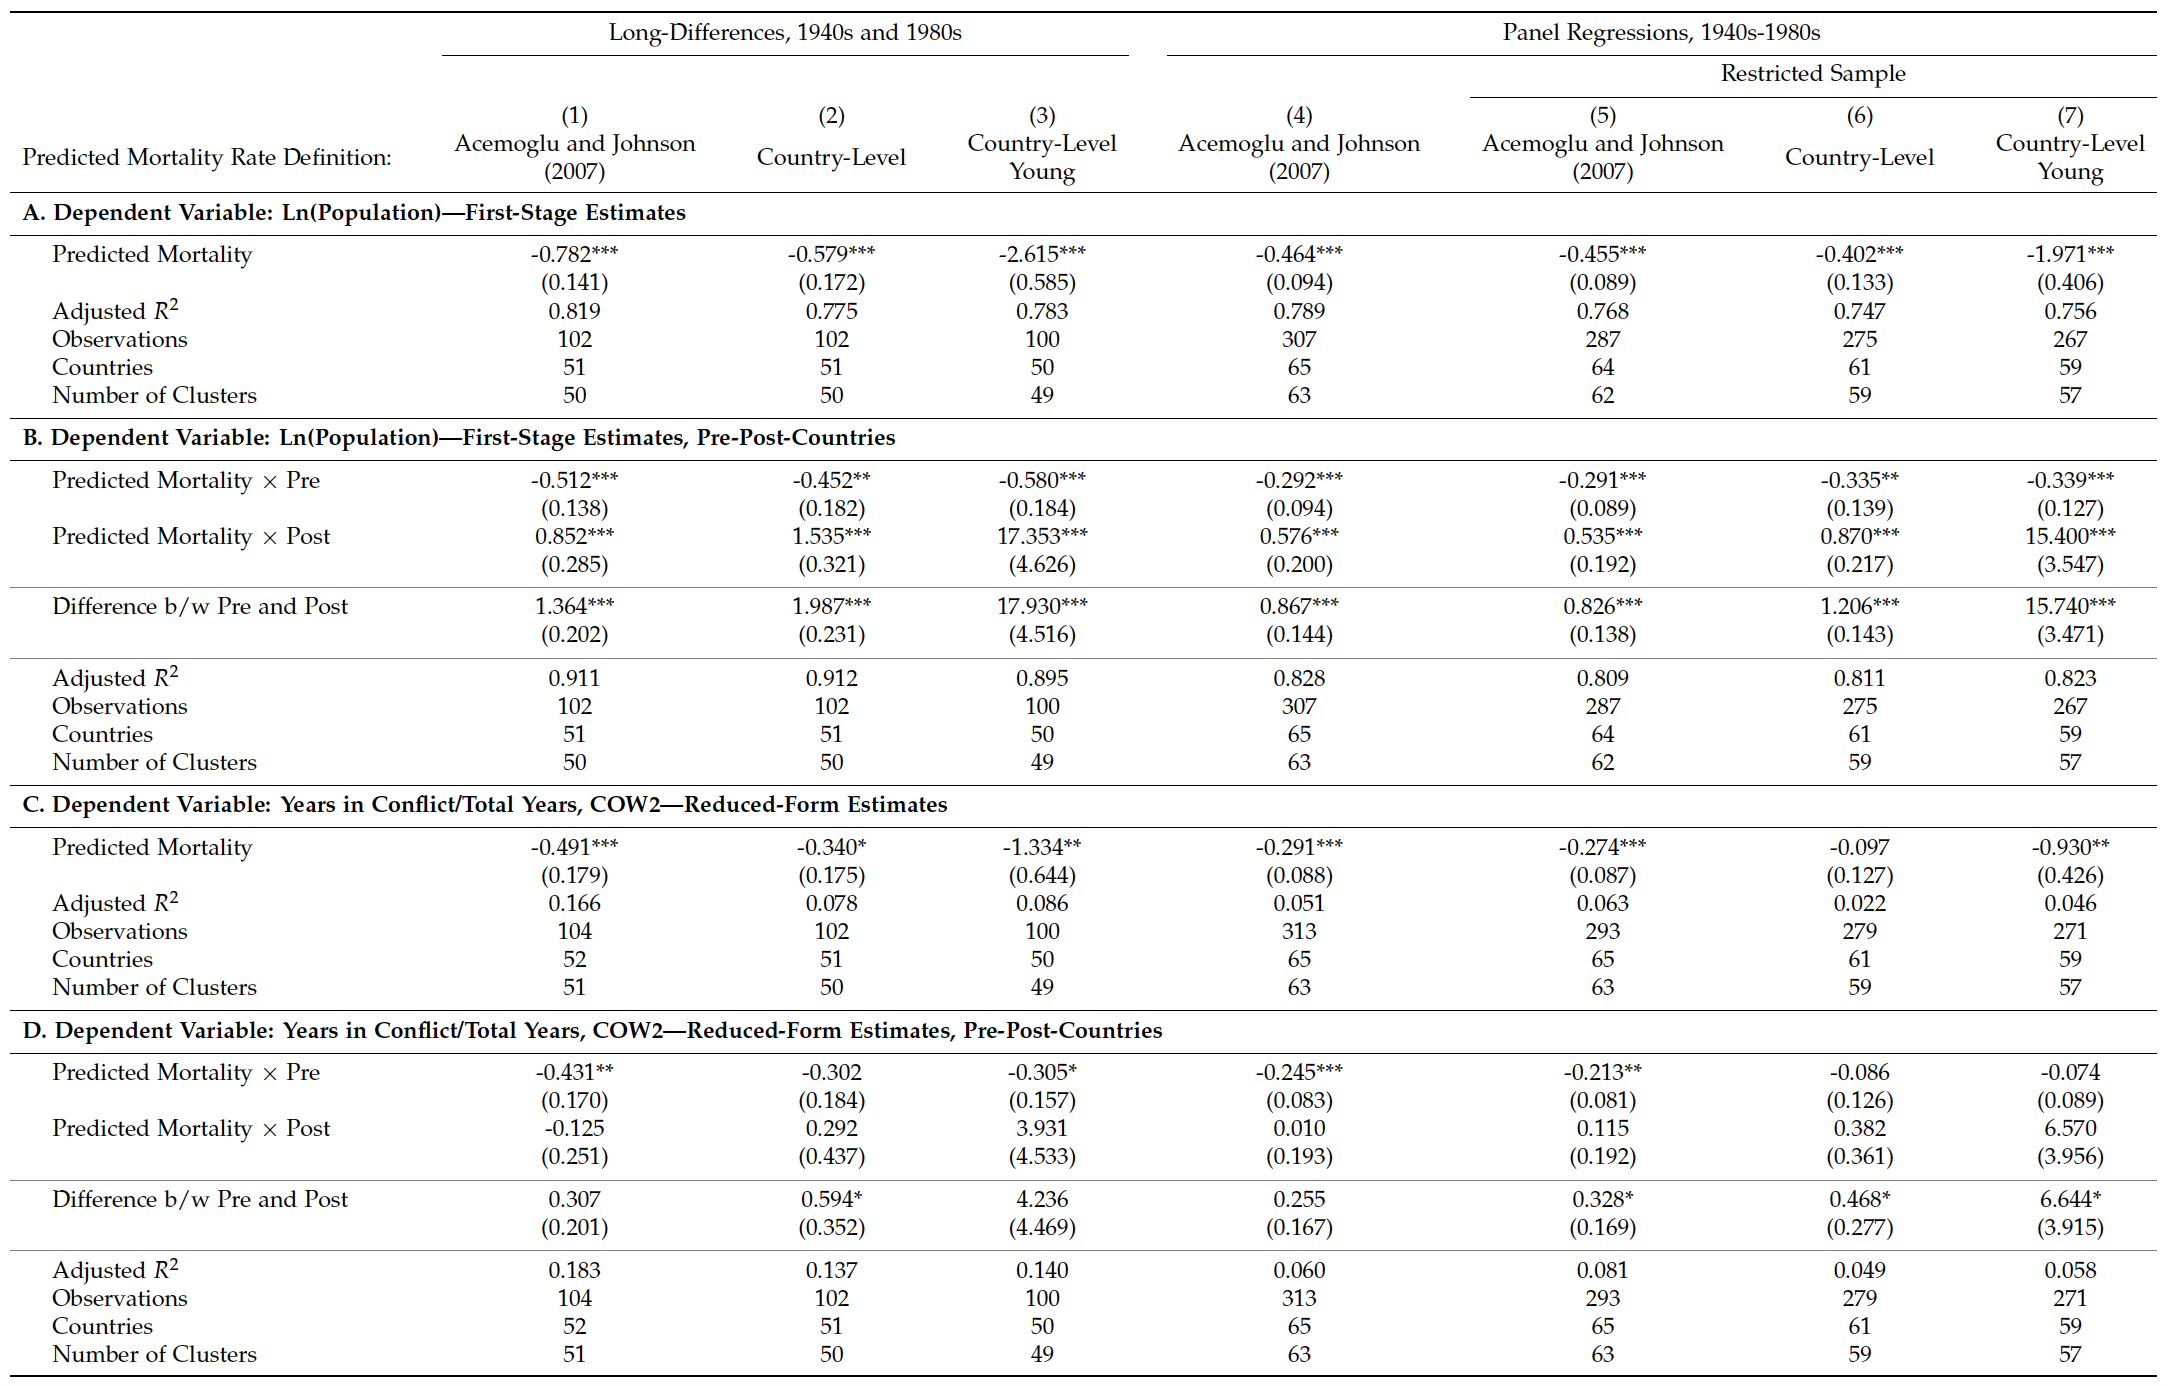 Long-Differences, 1940s and 1980s Panel Regressions, 1940s-1980s
Restricted Sample
(1) (2) (3) (4) (5) (6) (7)
Predicted Mortality Rate Definition: Acemoglu and Johnson (2007) Country-Level Country-Level Young Acemoglu and Johnson (2007) Acemoglu and Johnson (2007) Country-Level Country-Level Young
A. Dependent Variable: Ln(Population)—First-Stage Estimates
Predicted Mortality -0.782*** -0.579*** -2.615*** -0.464*** -0.455*** -0.402*** -1.971***
(0.141) (0.172) (0.585) (0.094) (0.089) (0.133) (0.406)
Adjusted R² 0.819 0.775 0.783 0.789 0.768 0.747 0.756
Observations 102 102 100 307 287 275 267
Countries 51 51 50 65 64 61 59
Number of Clusters 50 50 49 63 62 59 57
B. Dependent Variable: Ln(Population)—First-Stage Estimates, Pre-Post-Countries
Predicted Mortality × Pre -0.512*** -0.452** -0.580*** -0.292*** -0.291*** -0.335** -0.339***
(0.138) (0.182) (0.184) (0.094) (0.089) (0.139) (0.127)
Predicted Mortality × Post 0.852*** 1.535*** 17.353*** 0.576*** 0.535*** 0.870*** 15.400***
(0.285) (0.321) (4.626) (0.200) (0.192) (0.217) (3.547)
Difference b/w Pre and Post 1.364*** 1.987*** 17.930*** 0.867*** 0.826*** 1.206*** 15.740***
(0.202) (0.231) (4.516) (0.144) (0.138) (0.143) (3.471)
Adjusted R² 0.911 0.912 0.895 0.828 0.809 0.811 0.823
Observations 102 102 100 307 287 275 267
Countries 51 51 50 65 64 61 59
Number of Clusters 50 50 49 63 62 59 57
C. Dependent Variable: Years in Conflict/Total Years, COW2—Reduced-Form Estimates
Predicted Mortality -0.491*** -0.340* -1.334** -0.291*** -0.274*** -0.097 -0.930**
(0.179) (0.175) (0.644) (0.088) (0.087) (0.127) (0.426)
Adjusted R² 0.166 0.078 0.086 0.051 0.063 0.022 0.046
Observations 104 102 100 313 293 279 271
Countries 52 51 50 65 65 61 59
Number of Clusters 51 50 49 63 63 59 57
D. Dependent Variable: Years in Conflict/Total Years, COW2—Reduced-Form Estimates, Pre-Post-Countries
Predicted Mortality × Pre -0.431** -0.302 -0.305* -0.245*** -0.213** -0.086 -0.074
(0.170) (0.184) (0.157) (0.083) (0.081) (0.126) (0.089)
Predicted Mortality × Post -0.125 0.292 3.931 0.010 0.115 0.382 6.570
(0.251) (0.437) (4.533) (0.193) (0.192) (0.361) (3.956)
Difference b/w Pre and Post 0.307 0.594* 4.236 0.255 0.328* 0.468* 6.644*
(0.201) (0.352) (4.469) (0.167) (0.169) (0.277) (3.915)
Adjusted R² 0.183 0.137 0.140 0.060 0.081 0.049 0.058
Observations 104 102 100 313 293 279 271
Countries 52 51 50 65 65 61 59
Number of Clusters 51 50 49 63 63 59 57